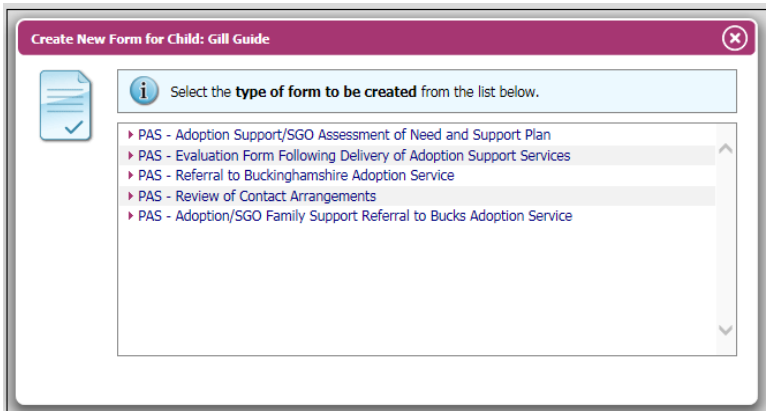 Create New Form for Child: Gill Guide
Select the type of form to be created from the list below.
PAS - Adoption Support/SGO Assessment of Need and Support Plan
PAS - Evaluation Form Following Delivery of Adoption Support Services
PAS - Referral to Buckinghamshire Adoption Service
PAS - Review of Contact Arrangements
PAS - Adoption/SGO Family Support Referral to Bucks Adoption Service